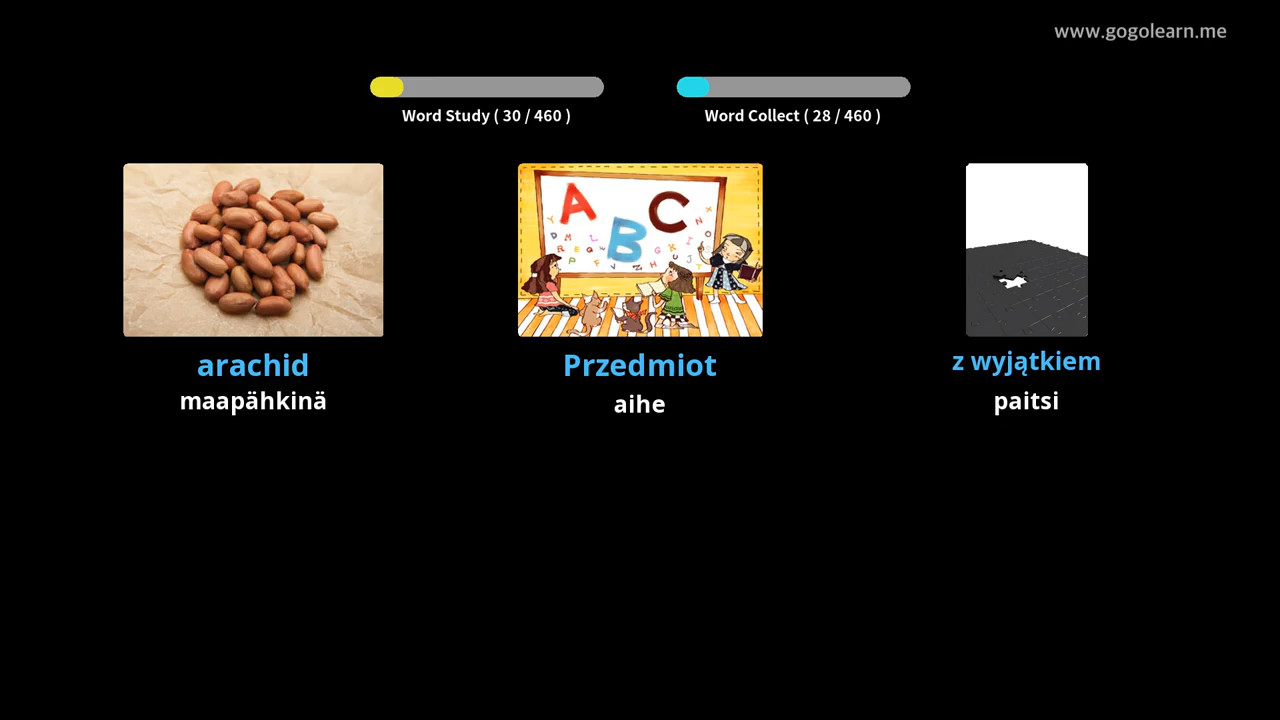 www.gogolearn.me
Word Study ( 30 / 460 )
Word Collect ( 28 / 460 )
A B C
arachid
maapähkinä
Przedmiot
aihe
z wyjątkiem
paitsi